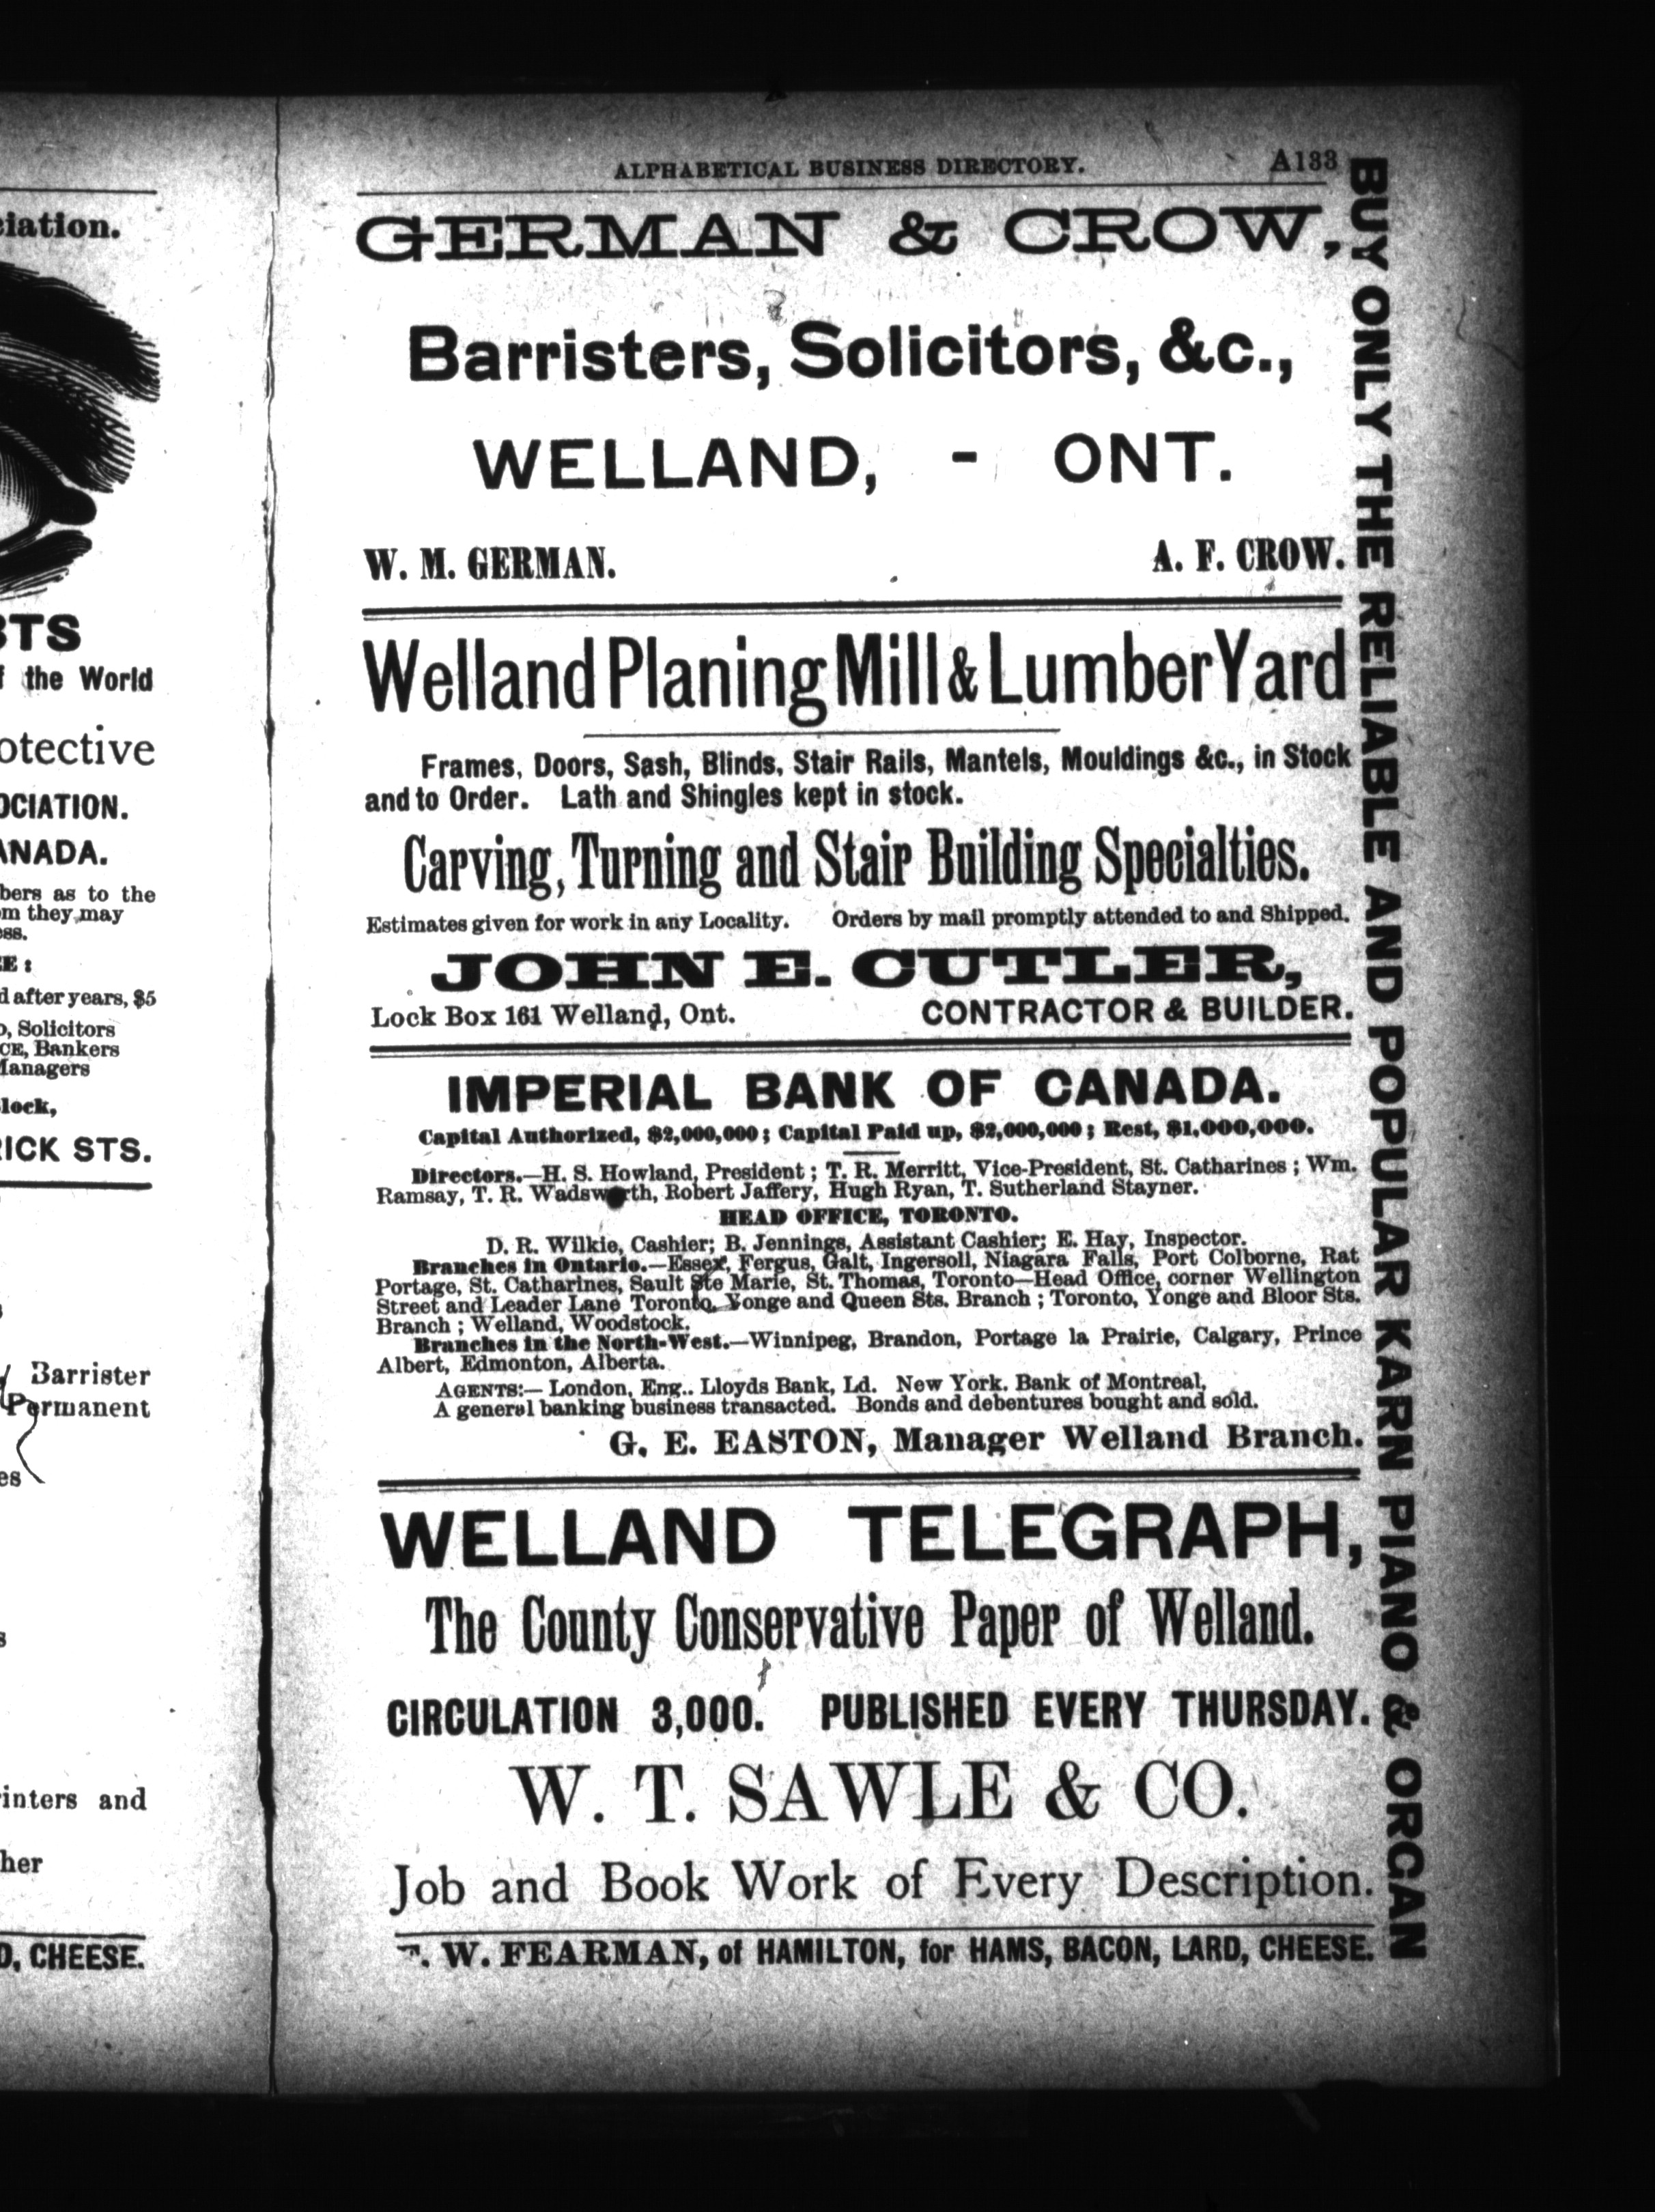 ciation.
STS
f the World
otective
OCIATION.
ANADA.
bers as to the
m they may
ess.
CE:
d after years, $5
o, Solicitors
CE, Bankers
Managers
lock,
RICK STS.
Barrister
Permanent
es
inters and
her
D, CHEESE.
ALPHABETICAL BUSINESS DIRECTORY. A133
GERMAN & CROW,
Barristers, Solicitors, &c.,
WELLAND, - ONT.
W. M. GERMAN. A. F. CROW.
Welland Planing Mill & Lumber Yard
Frames, Doors, Sash, Blinds, Stair Rails, Mantels, Mouldings &c., in Stock
and to Order. Lath and Shingles kept in stock.
Carving, Turning and Stair Building Specialties.
Estimates given for work in any Locality. Orders by mail promptly attended to and Shipped.
JOHN E. CUTLER,
Lock Box 161 Welland, Ont. CONTRACTOR & BUILDER.
IMPERIAL BANK OF CANADA.
Capital Authorized, $2,000,000; Capital Paid up, $2,000,000; Rest, $1,000,000.
Directors.—H. S. Howland, President; T. R. Merritt, Vice-President, St. Catharines; Wm.
Ramsay, T. R. Wadsworth, Robert Jaffery, Hugh Ryan, T. Sutherland Stayner.
HEAD OFFICE, TORONTO.
D. R. Wilkie, Cashier; B. Jennings, Assistant Cashier; E. Hay, Inspector.
Branches in Ontario.—Essex, Fergus, Galt, Ingersoll, Niagara Falls, Port Colborne, Rat
Portage, St. Catharines, Sault Ste Marie, St. Thomas, Toronto—Head Office, corner Wellington
Street and Leader Lane Toronto, Yonge and Queen Sts. Branch; Toronto, Yonge and Bloor Sts.
Branch; Welland, Woodstock.
Branches in the North-West.—Winnipeg, Brandon, Portage la Prairie, Calgary, Prince
Albert, Edmonton, Alberta.
AGENTS:— London, Eng.. Lloyds Bank, Ld. New York. Bank of Montreal,
A general banking business transacted. Bonds and debentures bought and sold.
G. E. EASTON, Manager Welland Branch.
WELLAND TELEGRAPH,
The County Conservative Paper of Welland.
CIRCULATION 3,000. PUBLISHED EVERY THURSDAY.
W. T. SAWLE & CO.
Job and Book Work of Every Description.
W. FEARMAN, of HAMILTON, for HAMS, BACON, LARD, CHEESE.
BUY ONLY THE RELIABLE AND POPULAR KARN PIANO & ORGAN